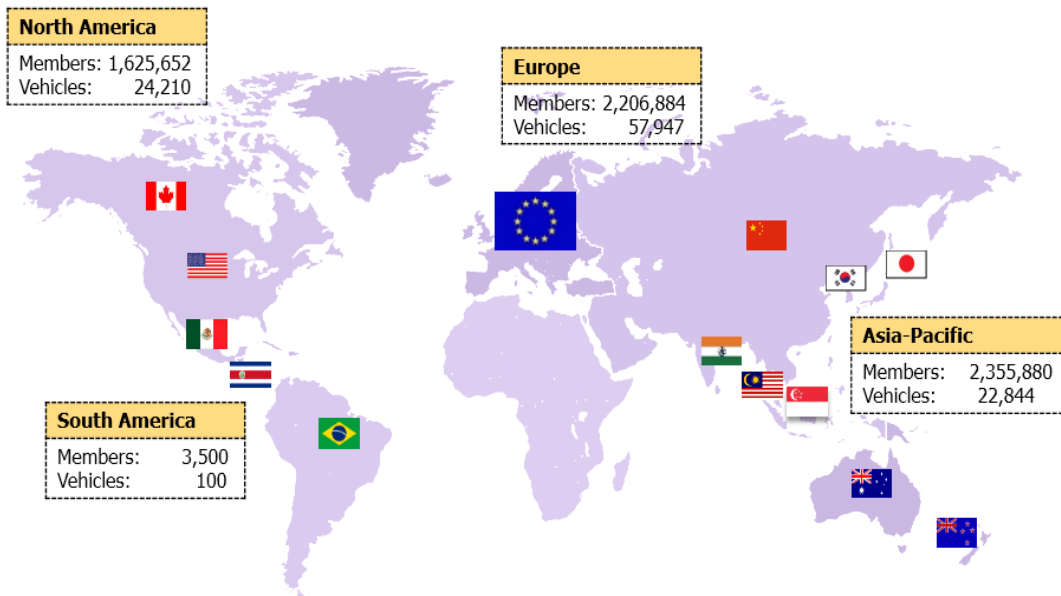 North America
Members: 1,625,652
Vehicles: 24,210
Europe
Members: 2,206,884
Vehicles: 57,947
Asia-Pacific
Members: 2,355,880
Vehicles: 22,844
South America
Members: 3,500
Vehicles: 100